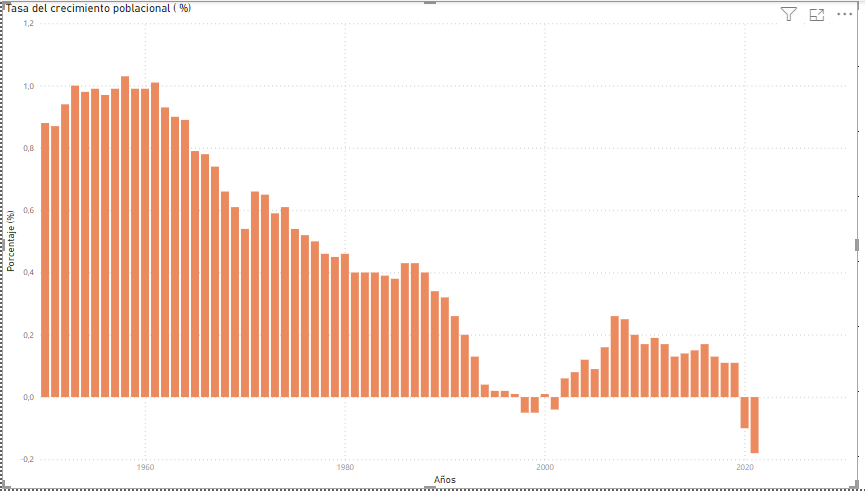 Tasa del crecimiento poblacional ( %)
1,2
1,0
0,8
0,6
0,4
0,2
0,0
-0,2
Porcentaje (%)
1960 1980 2000 2020
Años